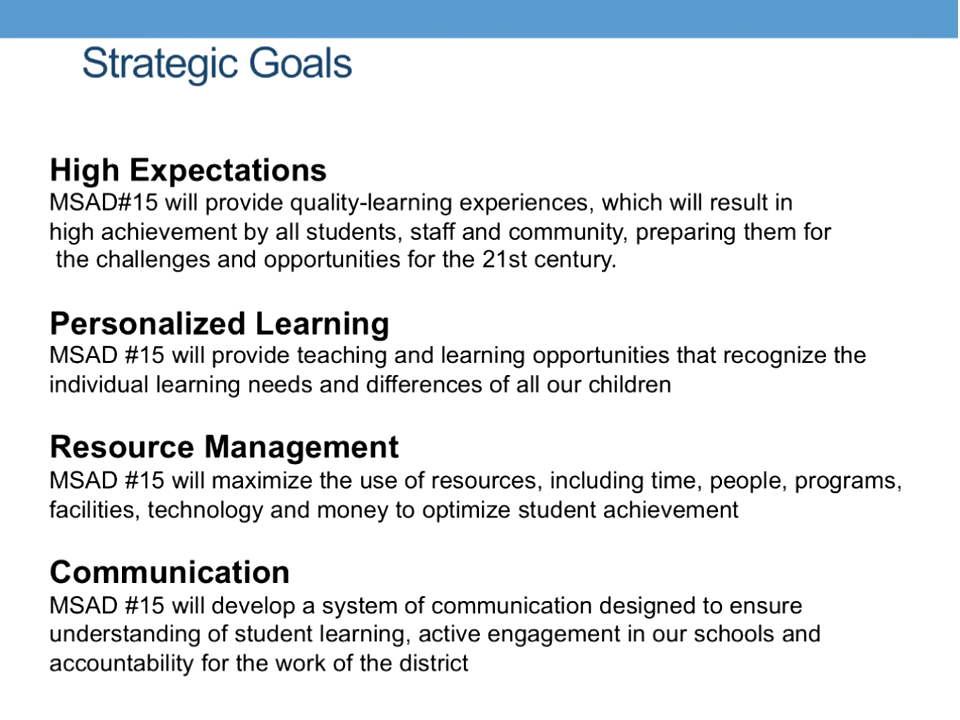 Strategic Goals
High Expectations
MSAD#15 will provide quality-learning experiences, which will result in
high achievement by all students, staff and community, preparing them for
the challenges and opportunities for the 21st century.
Personalized Learning
MSAD #15 will provide teaching and learning opportunities that recognize the
individual learning needs and differences of all our children
Resource Management
MSAD #15 will maximize the use of resources, including time, people, programs,
facilities, technology and money to optimize student achievement
Communication
MSAD #15 will develop a system of communication designed to ensure
understanding of student learning, active engagement in our schools and
accountability for the work of the district